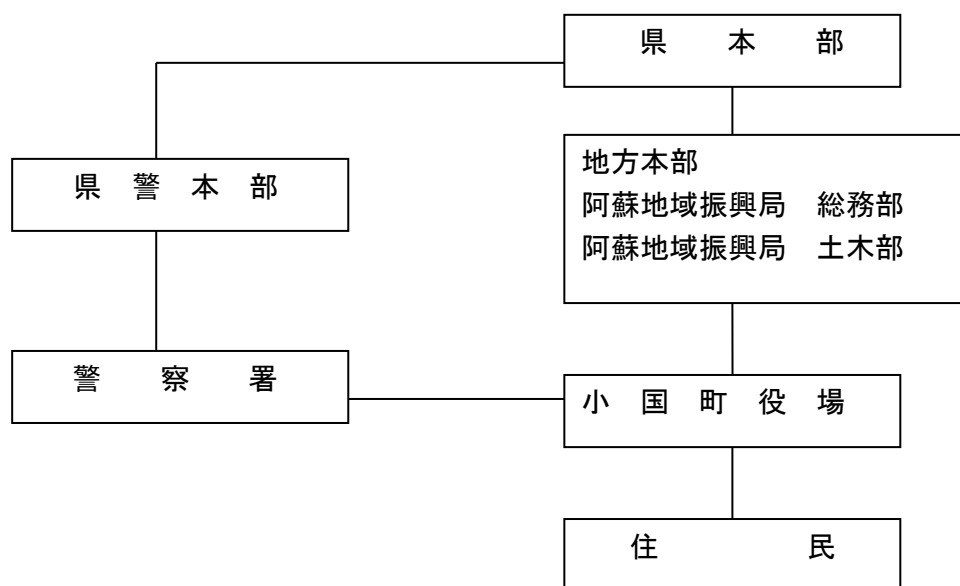 県　本　部
県　警　本　部
地方本部
阿蘇地域振興局　総務部
阿蘇地域振興局　土木部
警　察　署
小　国　町　役　場
住　　民